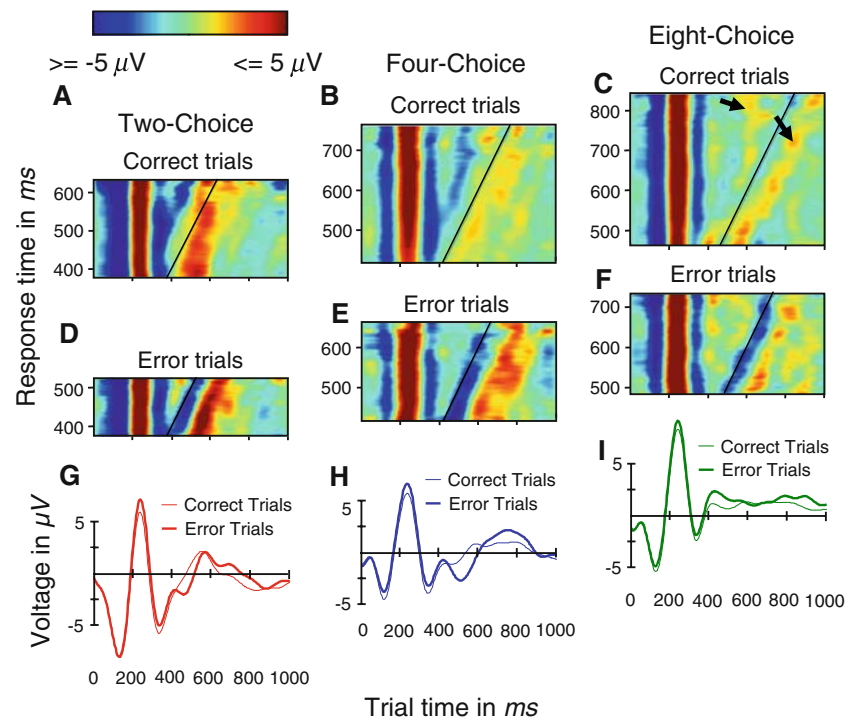 >= -5 µV
<= 5 µV
Two-Choice
Four-Choice
Eight-Choice
A
Correct trials
B
Correct trials
C
Correct trials
600
500
400
700
600
500
800
700
600
500
D
Error trials
E
Error trials
F
Error trials
500
400
600
500
700
600
500
Response time in ms
G
Correct Trials
Error Trials
5
-5
0 200 400 600 800 1000
H
Correct Trials
Error Trials
5
-5
0 200 400 600 800 1000
I
Correct Trials
Error Trials
5
-5
0 200 400 600 800 1000
Voltage in µV
Trial time in ms